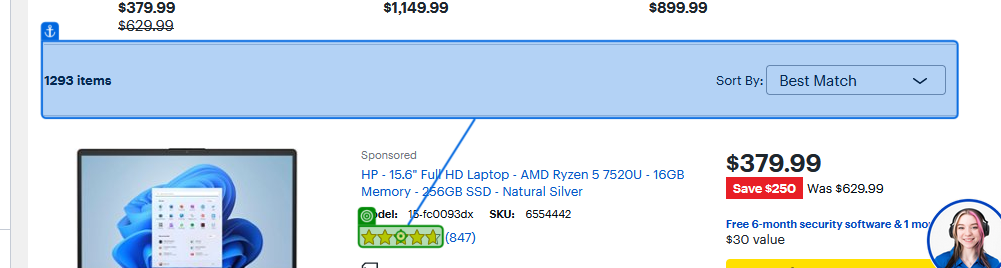 $379.99
$629.99
$1,149.99
$899.99
1293 items
Sort By: Best Match
Sponsored
HP - 15.6" Full HD Laptop - AMD Ryzen 5 7520U - 16GB
Memory - 256GB SSD - Natural Silver
del: 15-fc0093dx SKU: 6554442
(847)
$379.99
Save $250 Was $629.99
Free 6-month security software & 1 mo
$30 value